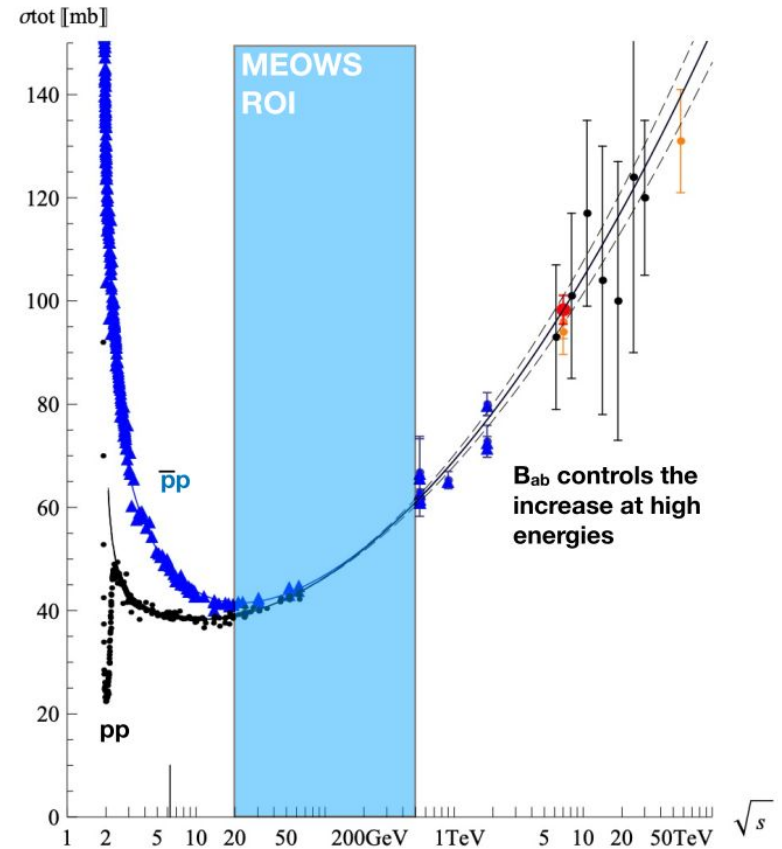 σtot [mb]
MEOWS
ROI
140
120
100
80
60
40
20
0
p̅p
pp
B_ab controls the
increase at high
energies
1 2 5 10 20 50 200GeV 1TeV 5 10 20 50TeV √s